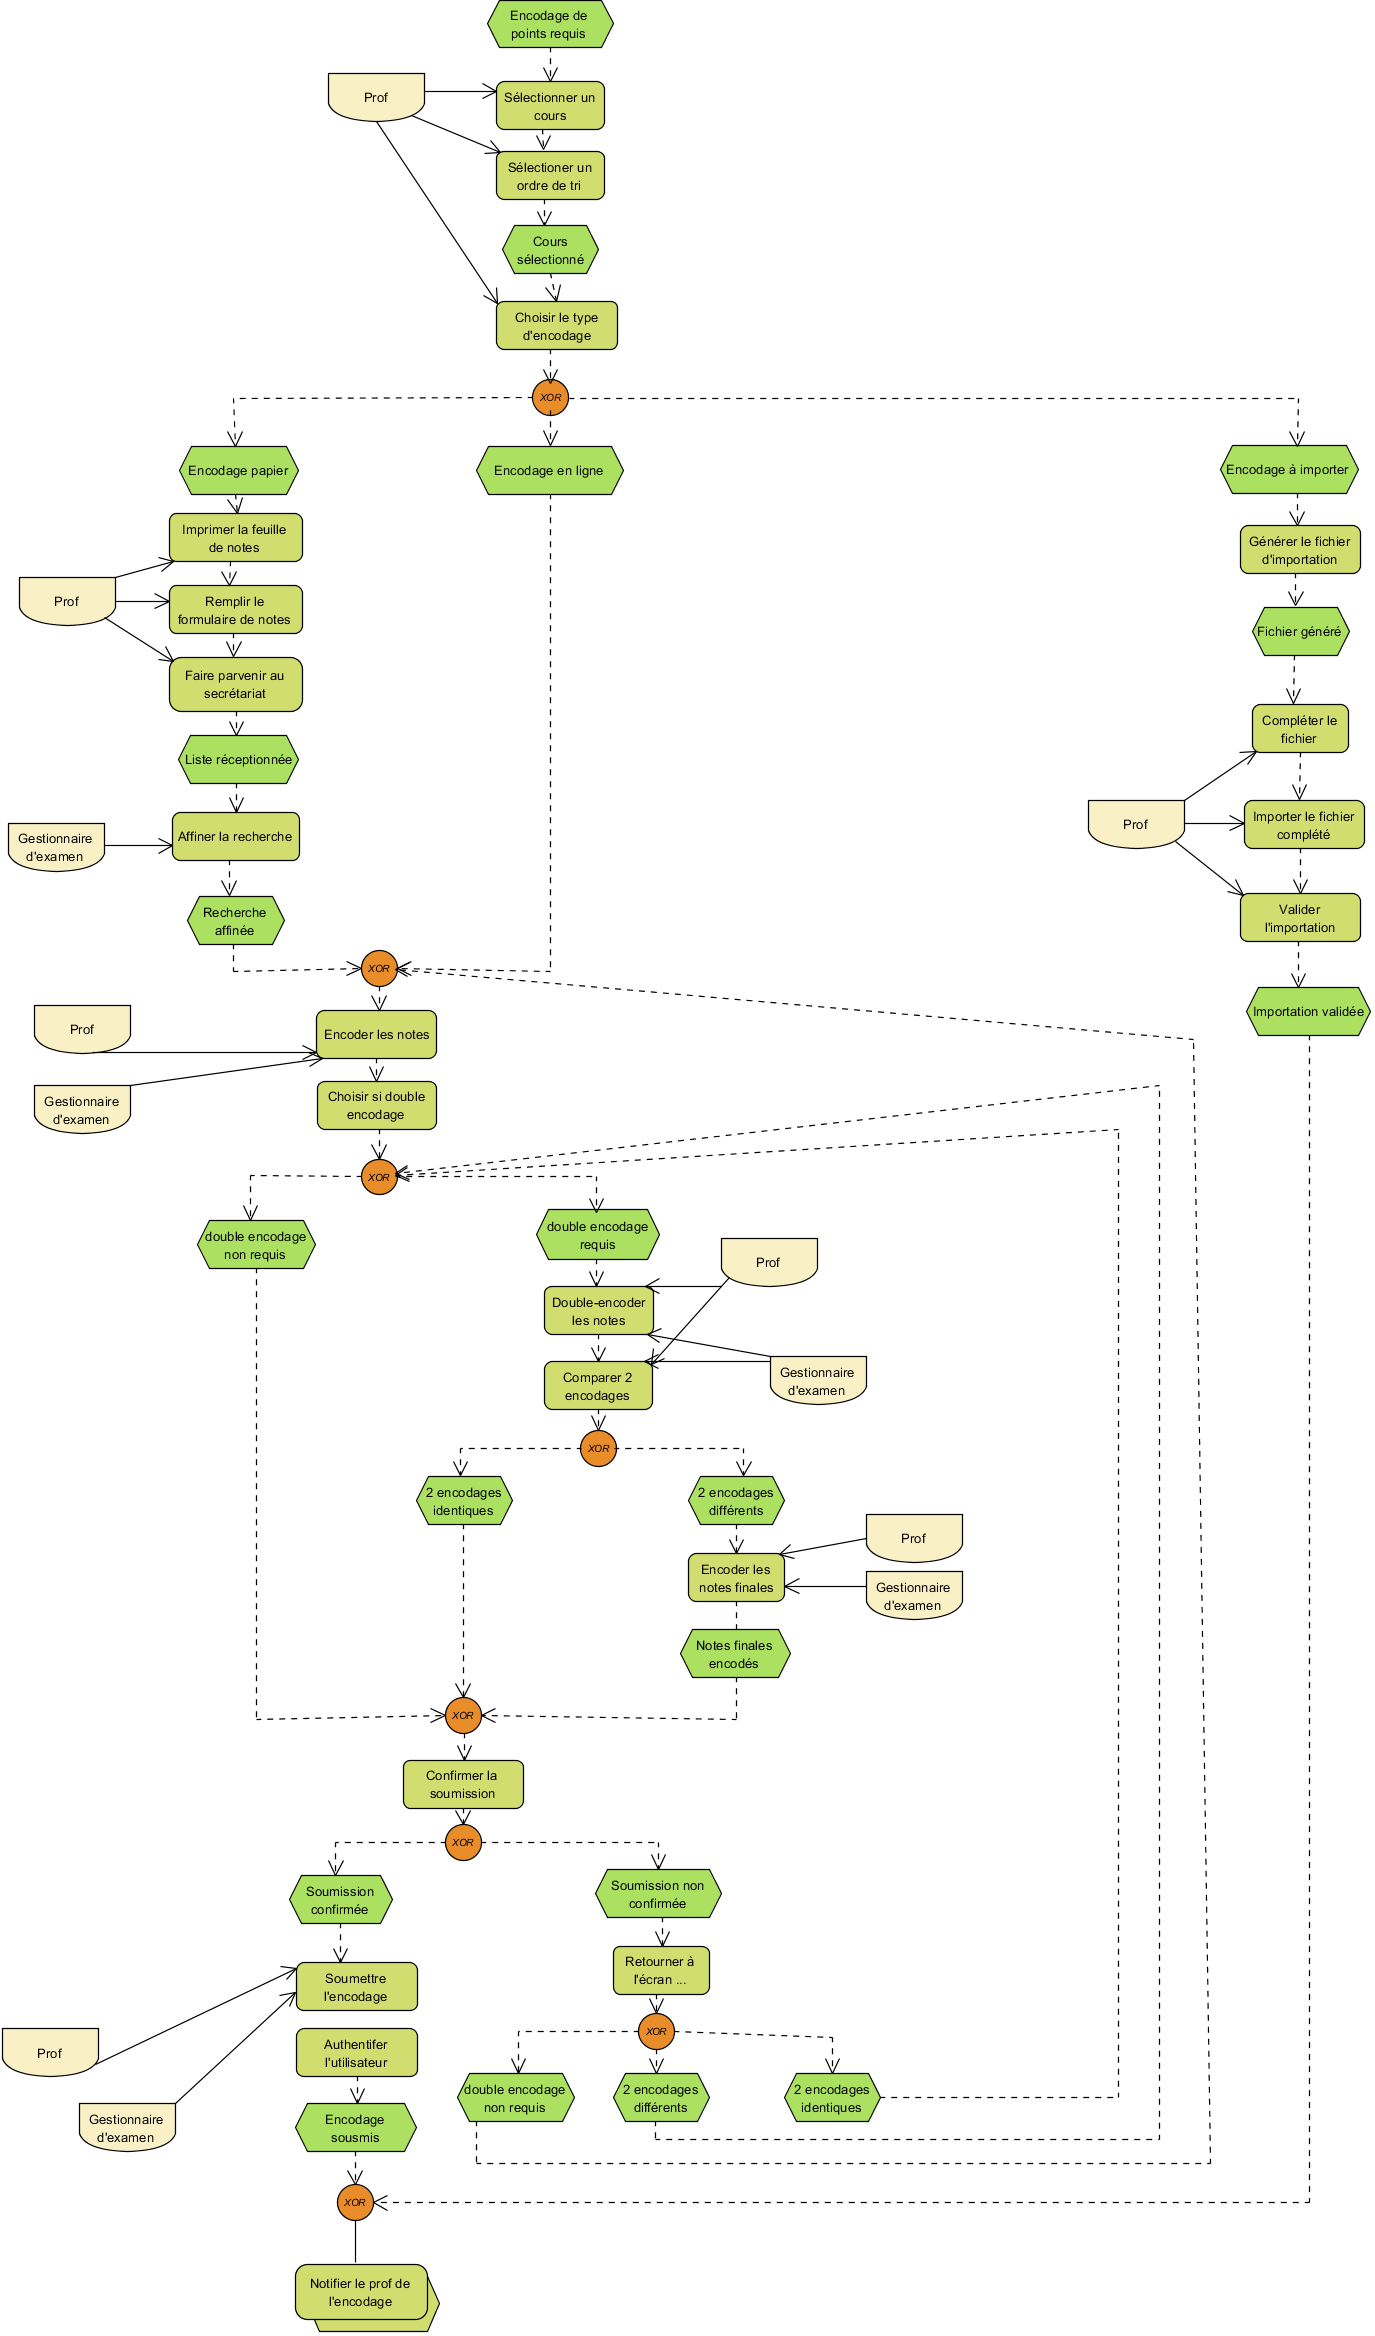 Encodage de
points requis
Prof
Sélectionner un
cours
Sélectioner un
ordre de tri
Cours
sélectionné
Choisir le type
d'encodage
XOR
Encodage papier
Encodage en ligne
Encodage à importer
Imprimer la feuille
de notes
Générer le fichier
d'importation
Prof
Remplir le
formulaire de notes
Fichier généré
Faire parvenir au
secrétariat
Compléter le
fichier
Liste réceptionnée
Prof
Importer le fichier
complété
Gestionnaire
d'examen
Affiner la recherche
Recherche
affinée
Valider
l'importation
XOR
Importation validée
Prof
Encoder les notes
Gestionnaire
d'examen
Choisir si double
encodage
XOR
double encodage
non requis
double encodage
requis
Prof
Double-encoder
les notes
Gestionnaire
d'examen
Comparer 2
encodages
XOR
2 encodages
identiques
2 encodages
différents
Prof
Encoder les
notes finales
Gestionnaire
d'examen
Notes finales
encodés
XOR
Confirmer la
soumission
XOR
Soumission
confirmée
Soumission non
confirmée
Soumettre
l'encodage
Retourner à
l'écran ...
Prof
Authentifer
l'utilisateur
XOR
Gestionnaire
d'examen
Encodage
sousmis
double encodage
non requis
2 encodages
différents
2 encodages
identiques
XOR
Notifier le prof de
l'encodage